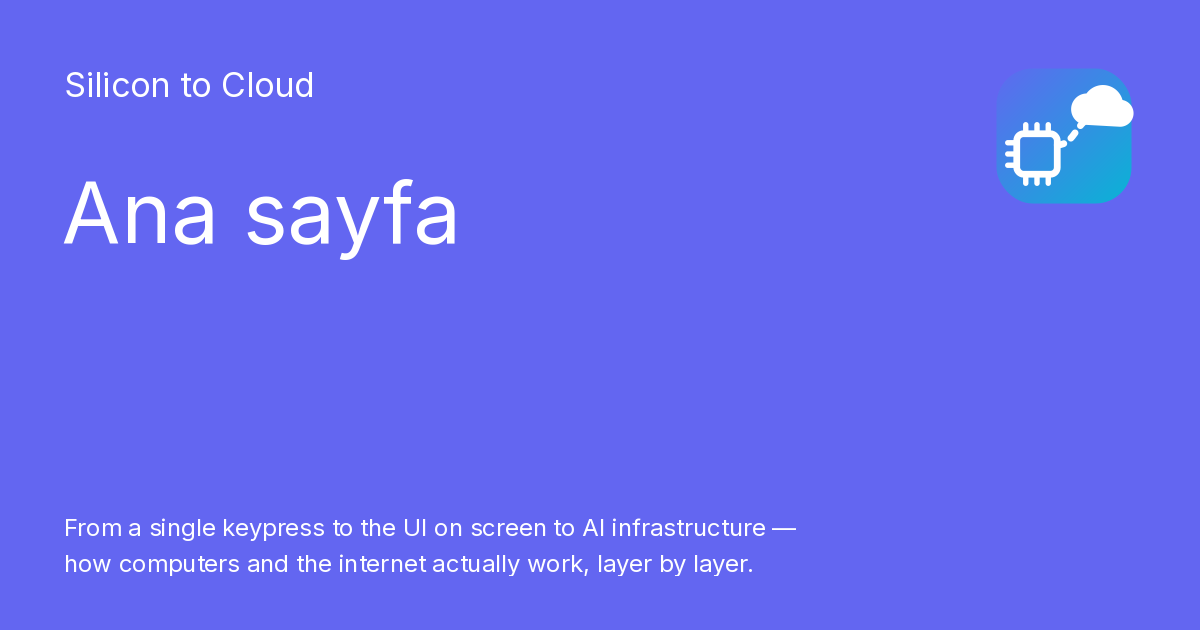 Silicon to Cloud
Ana sayfa
From a single keypress to the UI on screen to AI infrastructure —
how computers and the internet actually work, layer by layer.